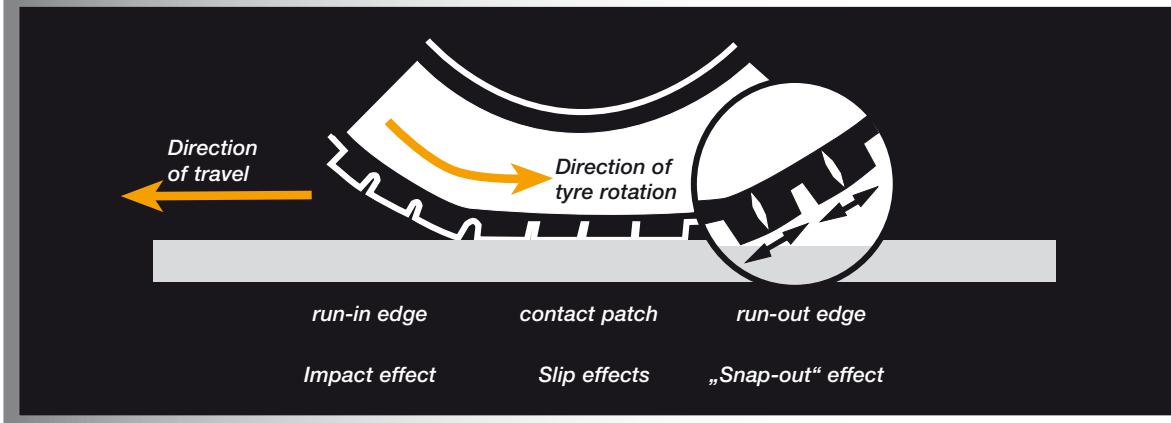 Direction
of travel
Direction of
tyre rotation
run-in edge
contact patch
run-out edge
Impact effect
Slip effects
„Snap-out“ effect